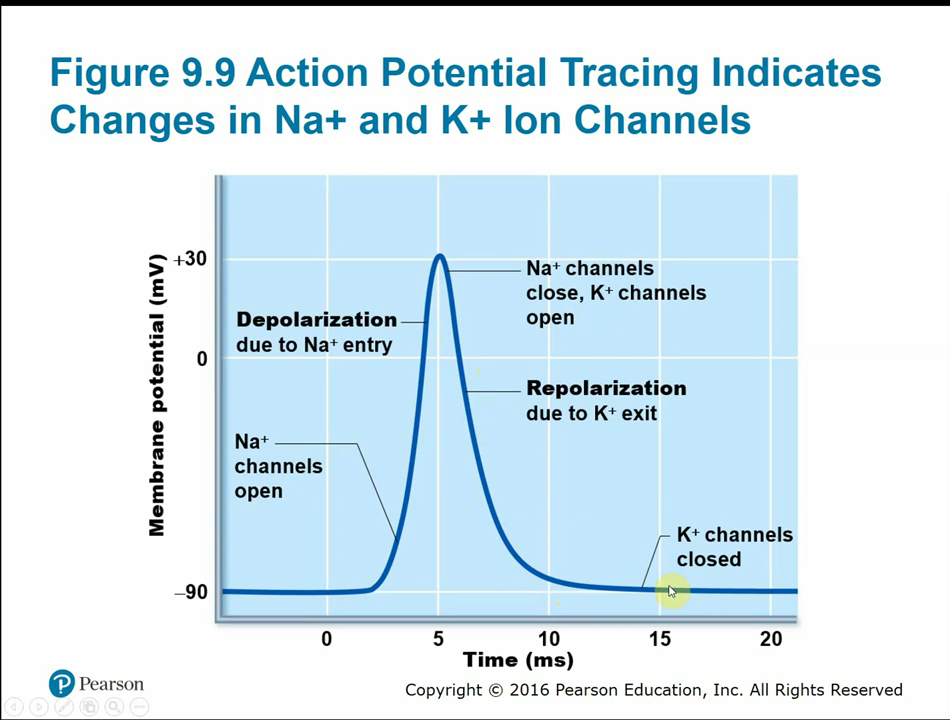 Figure 9.9 Action Potential Tracing Indicates
Changes in Na+ and K+ Ion Channels
Membrane potential (mV)
+30
0
–90
Depolarization
due to Na⁺ entry
Na⁺ channels
close, K⁺ channels
open
Repolarization
due to K⁺ exit
Na⁺
channels
open
K⁺ channels
closed
0 5 10 15 20
Time (ms)
P Pearson
Copyright © 2016 Pearson Education, Inc. All Rights Reserved